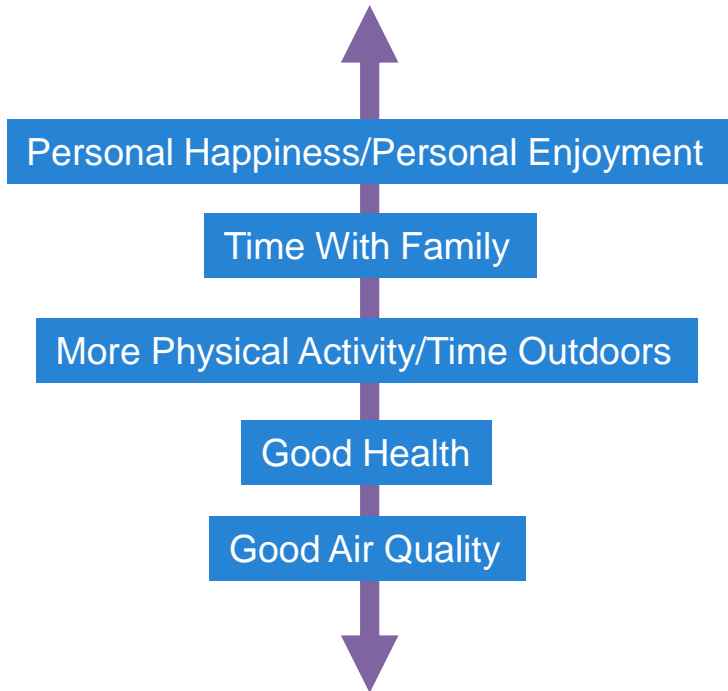 Personal Happiness/Personal Enjoyment
Time With Family
More Physical Activity/Time Outdoors
Good Health
Good Air Quality